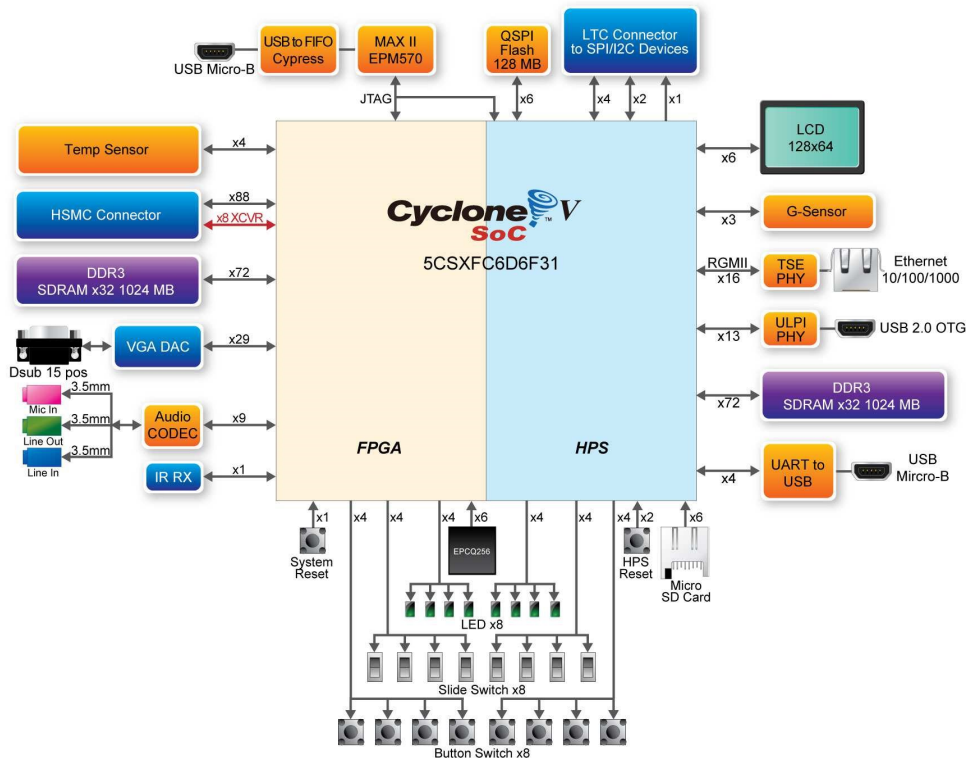 USB Micro-B
USB to FIFO
Cypress
MAX II
EPM570
QSPI
Flash
128 MB
LTC Connector
to SPI/I2C Devices
JTAG
x6
x4
x2
x1
Temp Sensor
x4
HSMC Connector
x88
x8 XCVR
DDR3
SDRAM x32 1024 MB
x72
Dsub 15 pos
VGA DAC
x29
3.5mm
Mic In
3.5mm
Line Out
3.5mm
Line In
Audio
CODEC
x9
IR RX
x1
Cyclone V
TM
SoC
5CSXFC6D6F31
FPGA
HPS
LCD
128x64
x6
G-Sensor
x3
RGMII
x16
TSE
PHY
Ethernet
10/100/1000
x13
ULPI
PHY
USB 2.0 OTG
x72
DDR3
SDRAM x32 1024 MB
x4
UART to
USB
USB
Mircro-B
x1
x4
x4
x4
x6
x4
x4
x4
x2
x6
System
Reset
EPCQ256
HPS
Reset
Micro
SD Card
LED x8
Slide Switch x8
Button Switch x8